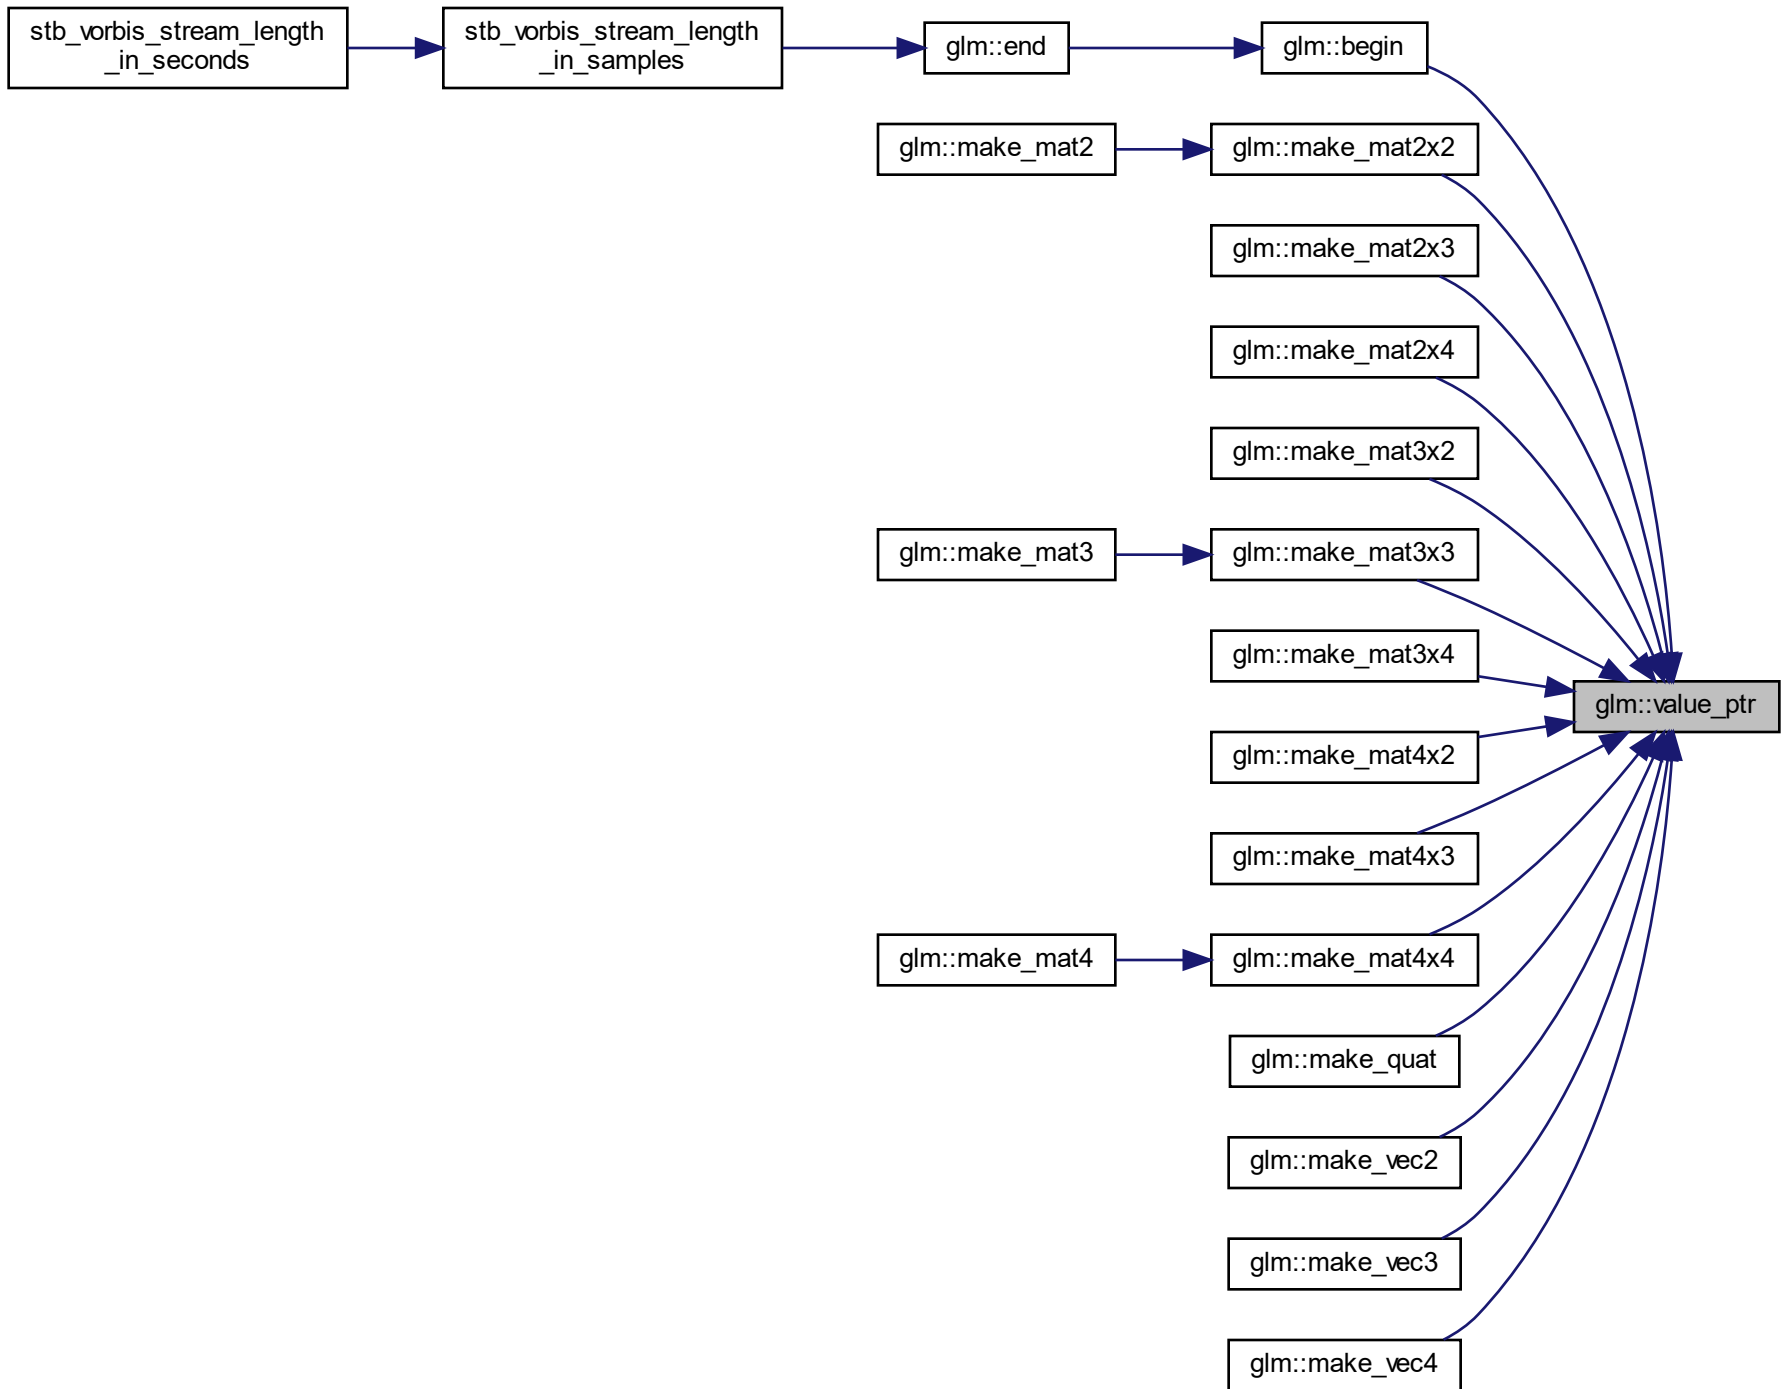 stb_vorbis_stream_length
_in_seconds
stb_vorbis_stream_length
_in_samples
glm::end
glm::begin
glm::make_mat2
glm::make_mat2x2
glm::make_mat2x3
glm::make_mat2x4
glm::make_mat3x2
glm::make_mat3
glm::make_mat3x3
glm::make_mat3x4
glm::value_ptr
glm::make_mat4x2
glm::make_mat4x3
glm::make_mat4
glm::make_mat4x4
glm::make_quat
glm::make_vec2
glm::make_vec3
glm::make_vec4